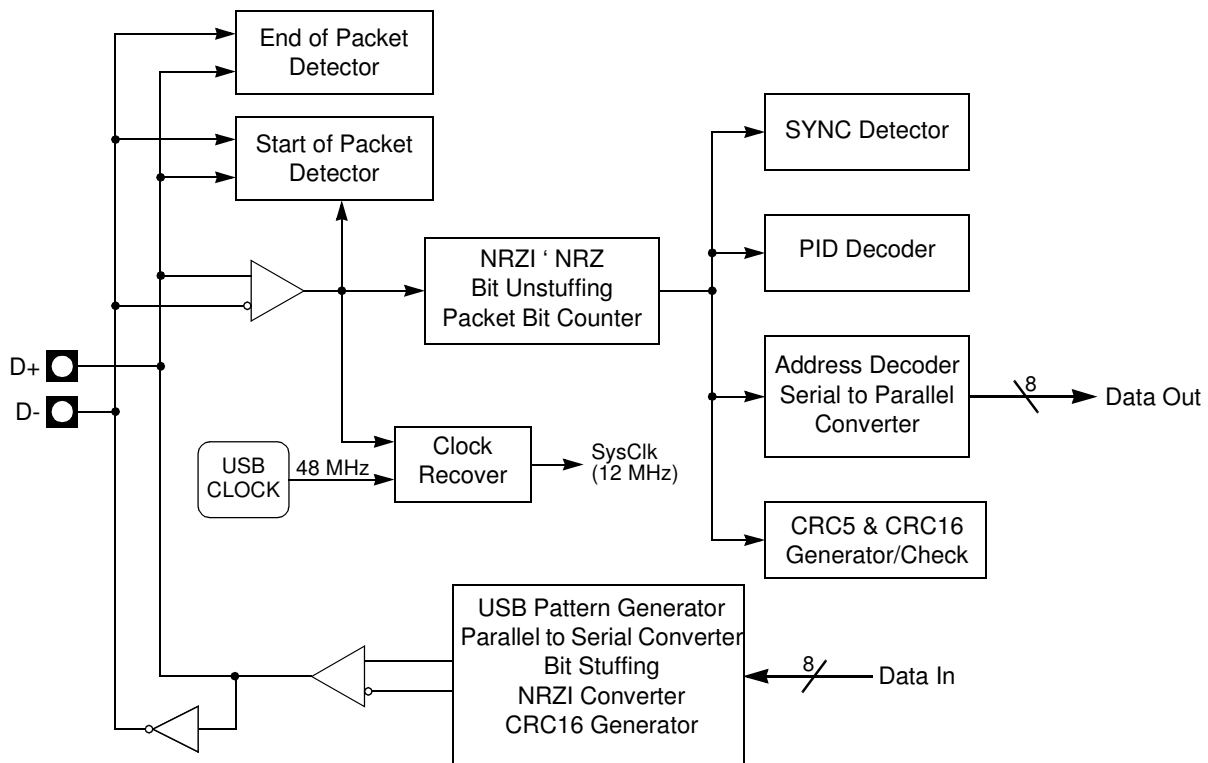 End of Packet
Detector
Start of Packet
Detector
SYNC Detector
PID Decoder
NRZI ‘ NRZ
Bit Unstuffing
Packet Bit Counter
D+
D-
Address Decoder
Serial to Parallel
Converter
8
Data Out
USB
CLOCK
48 MHz
Clock
Recover
SysClk
(12 MHz)
CRC5 & CRC16
Generator/Check
USB Pattern Generator
Parallel to Serial Converter
Bit Stuffing
NRZI Converter
CRC16 Generator
8
Data In